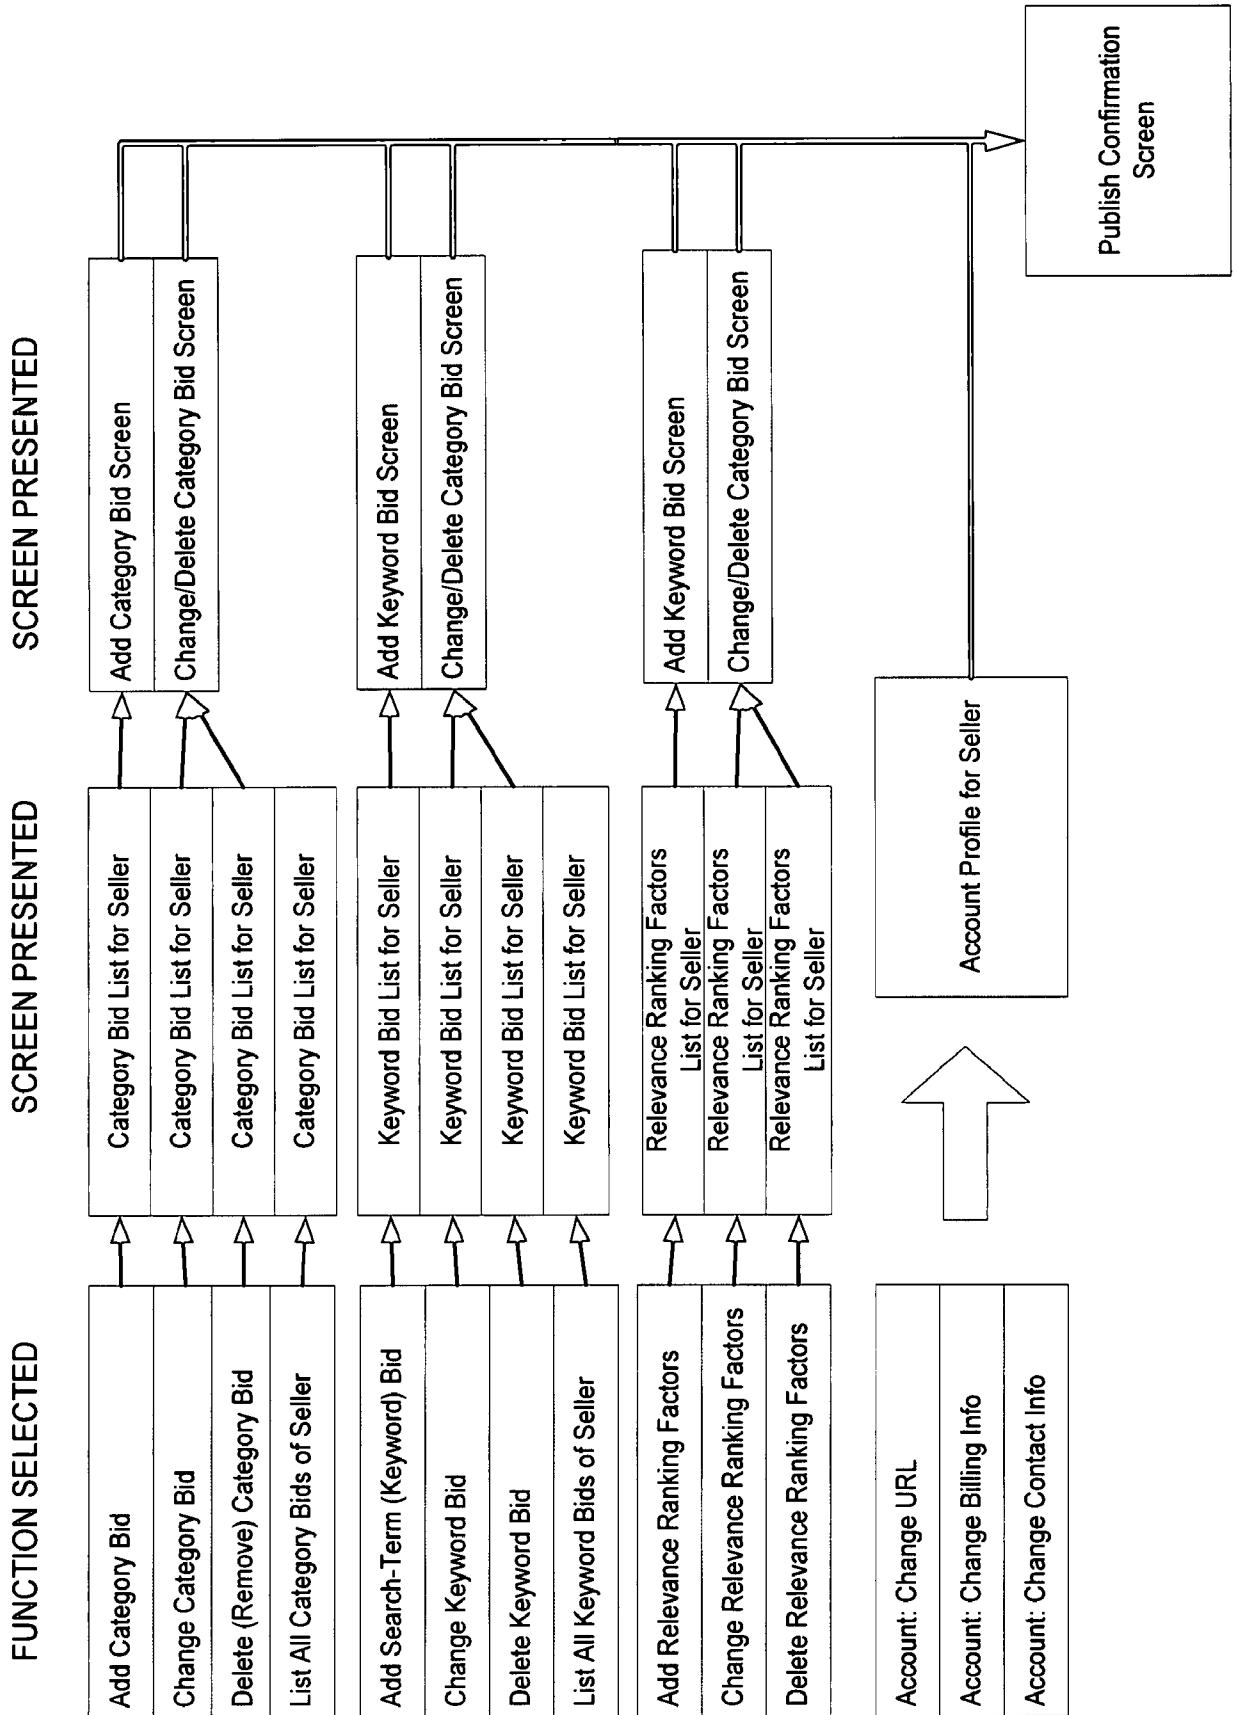 FUNCTION SELECTED
SCREEN PRESENTED
SCREEN PRESENTED
Add Category Bid
Category Bid List for Seller
Add Category Bid Screen
Change Category Bid
Category Bid List for Seller
Change/Delete Category Bid Screen
Delete (Remove) Category Bid
Category Bid List for Seller
List All Category Bids of Seller
Category Bid List for Seller
Add Search-Term (Keyword) Bid
Keyword Bid List for Seller
Add Keyword Bid Screen
Change Keyword Bid
Keyword Bid List for Seller
Change/Delete Category Bid Screen
Delete Keyword Bid
Keyword Bid List for Seller
List All Keyword Bids of Seller
Keyword Bid List for Seller
Add Relevance Ranking Factors
Relevance Ranking Factors
List for Seller
Add Keyword Bid Screen
Change Relevance Ranking Factors
Relevance Ranking Factors
List for Seller
Change/Delete Category Bid Screen
Delete Relevance Ranking Factors
Relevance Ranking Factors
List for Seller
Account: Change URL
Account: Change Billing Info
Account: Change Contact Info
Account Profile for Seller
Publish Confirmation
Screen